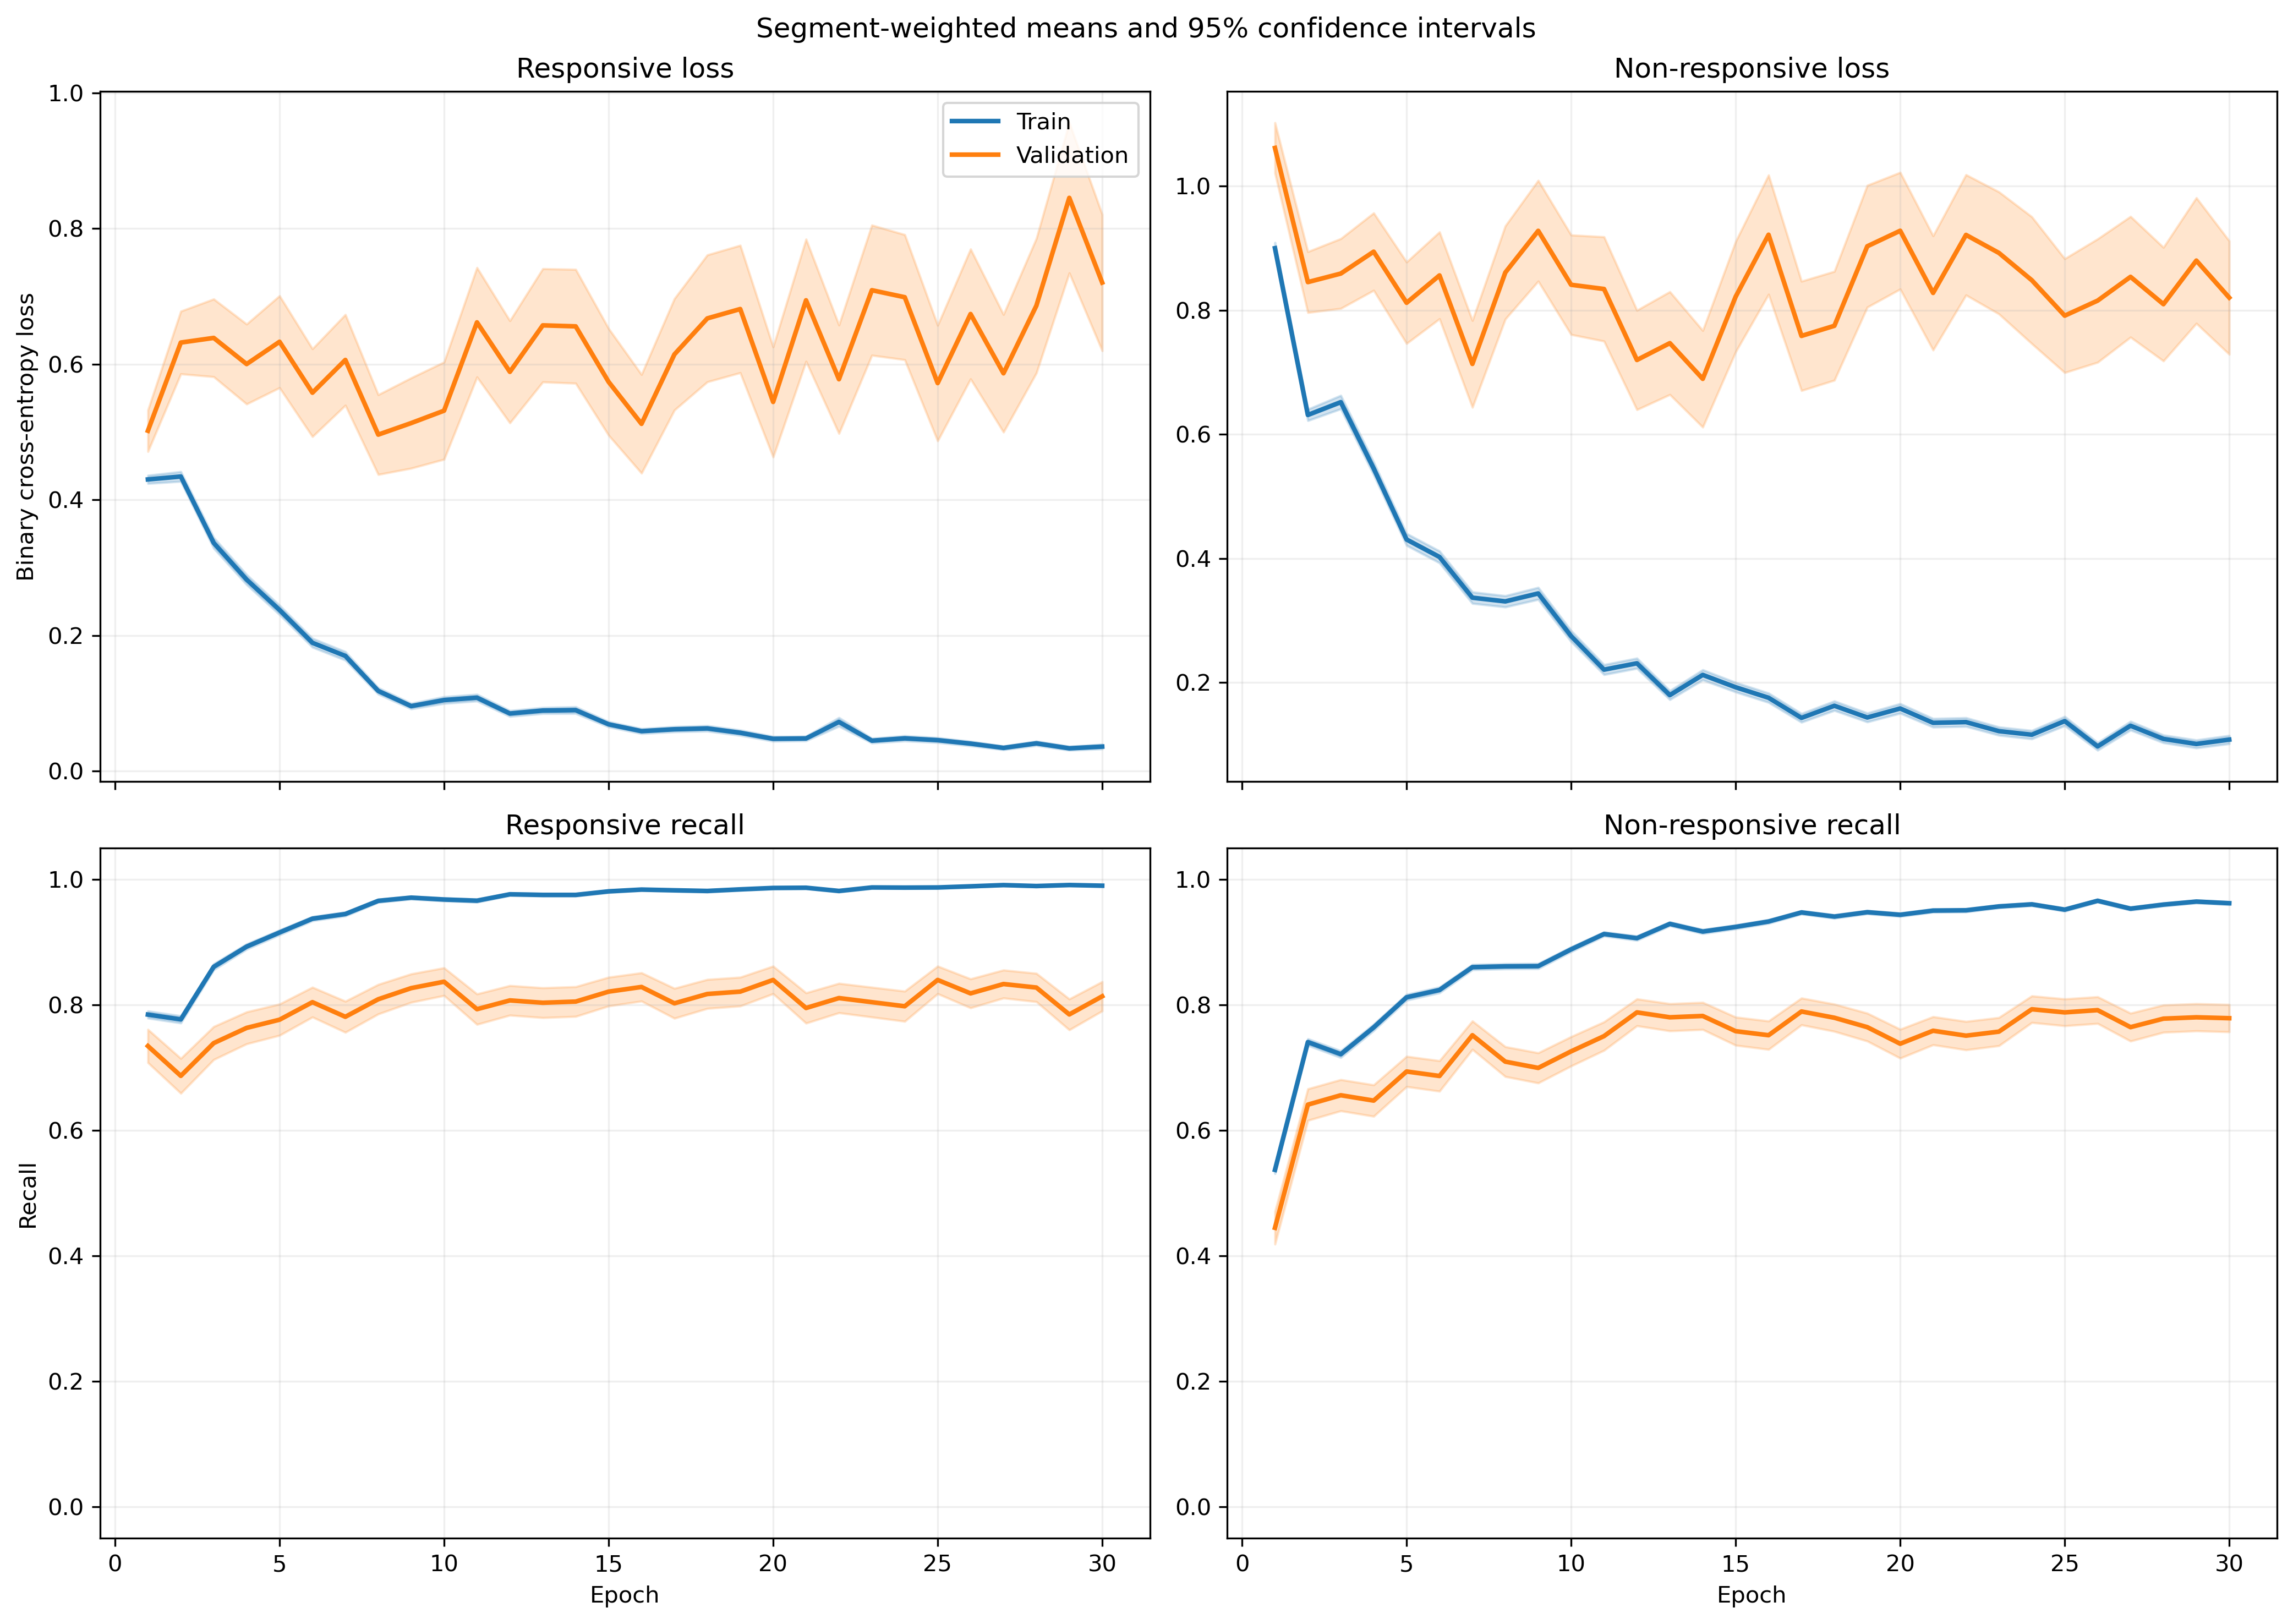 Segment-weighted means and 95% confidence intervals
Responsive loss
Non-responsive loss
Binary cross-entropy loss
1.0
0.8
0.6
0.4
0.2
0.0
Train
Validation
1.0
0.8
0.6
0.4
0.2
Responsive recall
Non-responsive recall
Recall
1.0
0.8
0.6
0.4
0.2
0.0
0 5 10 15 20 25 30
Epoch
1.0
0.8
0.6
0.4
0.2
0.0
0 5 10 15 20 25 30
Epoch